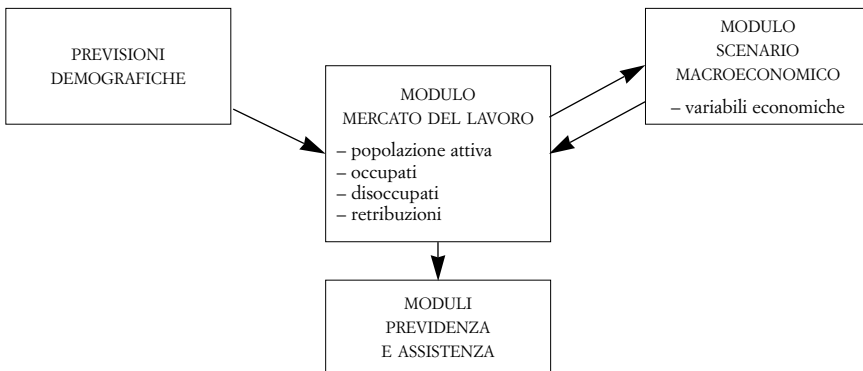 PREVISIONI
DEMOGRAFICHE
MODULO
MERCATO DEL LAVORO
– popolazione attiva
– occupati
– disoccupati
– retribuzioni
MODULO
SCENARIO
MACROECONOMICO
– variabili economiche
MODULI
PREVIDENZA
E ASSISTENZA